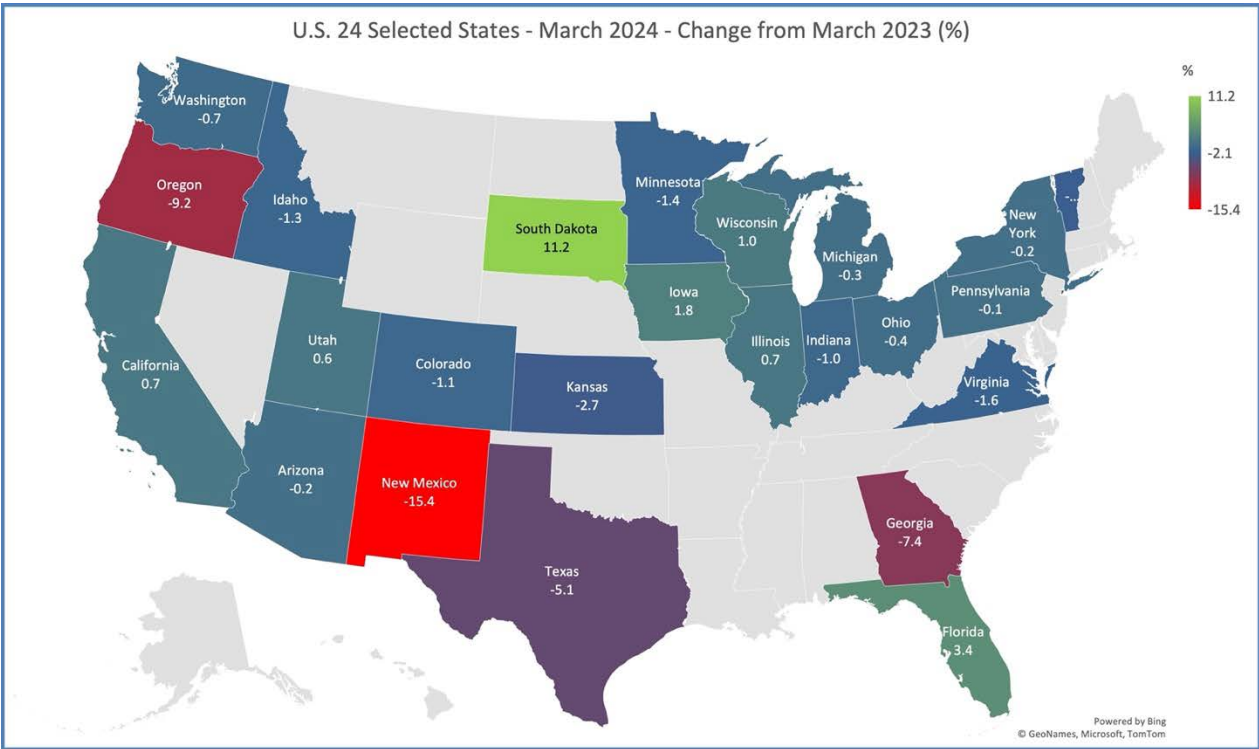 U.S. 24 Selected States - March 2024 - Change from March 2023 (%)
%
11.2
-2.1
-15.4
Washington
-0.7
Oregon
-9.2
Idaho
-1.3
Minnesota
-1.4
South Dakota
11.2
Wisconsin
1.0
Michigan
-0.3
New
York
-0.2
-...
Pennsylvania
-0.1
Iowa
1.8
Illinois
0.7
Indiana
-1.0
Ohio
-0.4
California
0.7
Utah
0.6
Colorado
-1.1
Kansas
-2.7
Virginia
-1.6
Arizona
-0.2
New Mexico
-15.4
Texas
-5.1
Georgia
-7.4
Florida
3.4
Powered by Bing
© GeoNames, Microsoft, TomTom